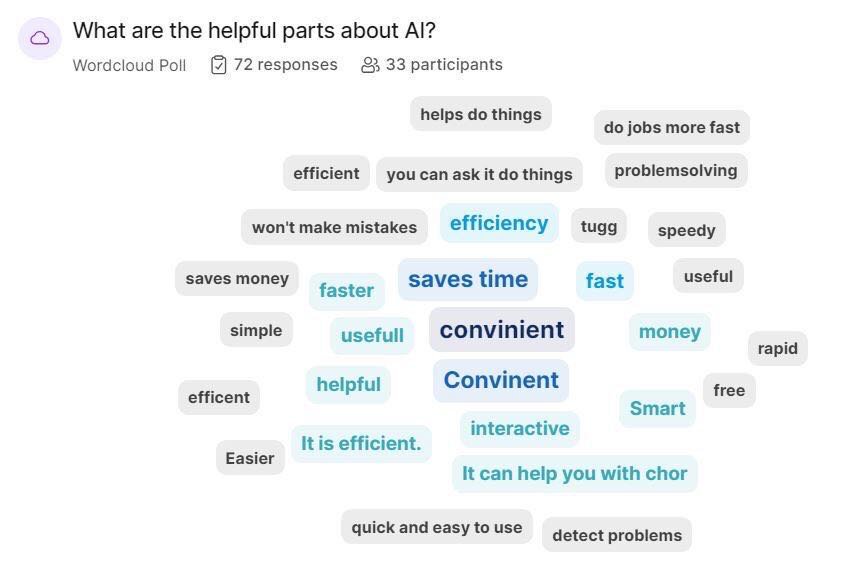 What are the helpful parts about AI?
Wordcloud Poll 72 responses 33 participants
helps do things
do jobs more fast
efficient
you can ask it do things
problemsolving
won't make mistakes
efficiency
tugg
speedy
saves money
faster
saves time
fast
useful
simple
usefull
convinient
money
rapid
efficent
helpful
Convinent
Smart
free
Easier
It is efficient.
interactive
It can help you with chor
quick and easy to use
detect problems